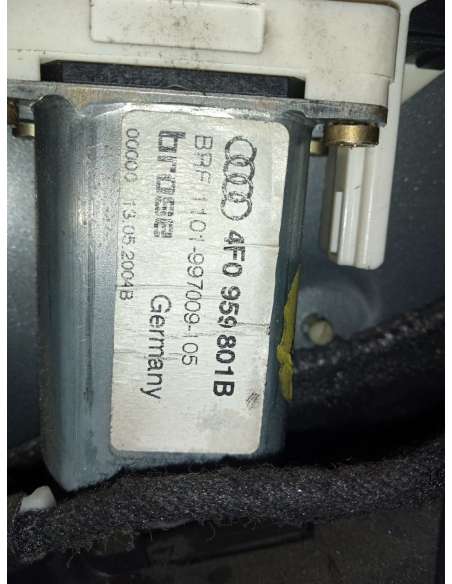 4F0 959 801B
BRF 1101-997009-105
brose Germany
00000 13.05.2004B